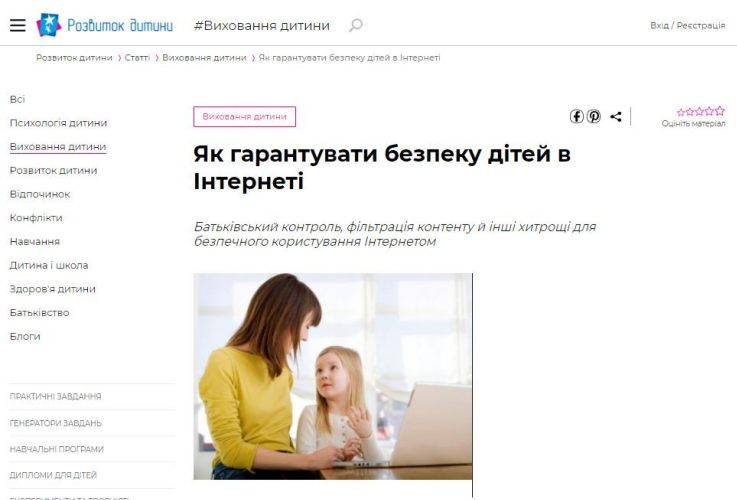 Розвиток дитини
#Виховання дитини
Вхід / Реєстрація
Розвиток дитини > Статті > Виховання дитини > Як гарантувати безпеку дітей в Інтернеті
Всі
Психологія дитини
Виховання дитини
Розвиток дитини
Відпочинок
Конфлікти
Навчання
Дитина і школа
Здоров'я дитини
Батьківство
Блоги
ПРАКТИЧНІ ЗАВДАННЯ
ГЕНЕРАТОРИ ЗАВДАНЬ
НАВЧАЛЬНІ ПРОГРАМИ
ДИПЛОМИ ДЛЯ ДІТЕЙ
Виховання дитини
Оцініть матеріал
Як гарантувати безпеку дітей в
Інтернеті
Батьківський контроль, фільтрація контенту й інші хитрощі для
безпечного користування Інтернетом